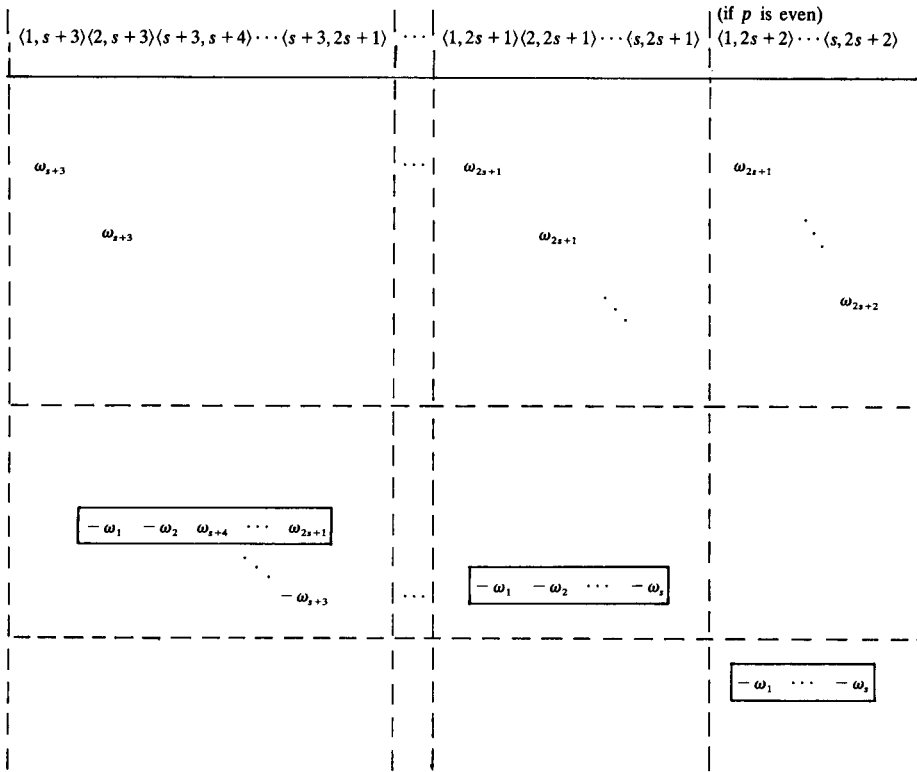 (if p is even)
⟨1, s+3⟩⟨2, s+3⟩⟨s+3, s+4⟩ ⋯ ⟨s+3, 2s+1⟩ ⋯ ⟨1, 2s+1⟩⟨2, 2s+1⟩ ⋯ ⟨s, 2s+1⟩ ⟨1, 2s+2⟩ ⋯ ⟨s, 2s+2⟩
ω_{s+3} ⋯ ω_{2s+1} ω_{2s+1}
ω_{s+3} ω_{2s+1} ⋱
⋱ ω_{2s+2}
−ω_1 −ω_2 ω_{s+4} ⋯ ω_{2s+1}
⋱ −ω_1 −ω_2 ⋯ −ω_s
−ω_{s+3} ⋯
−ω_1 ⋯ −ω_s